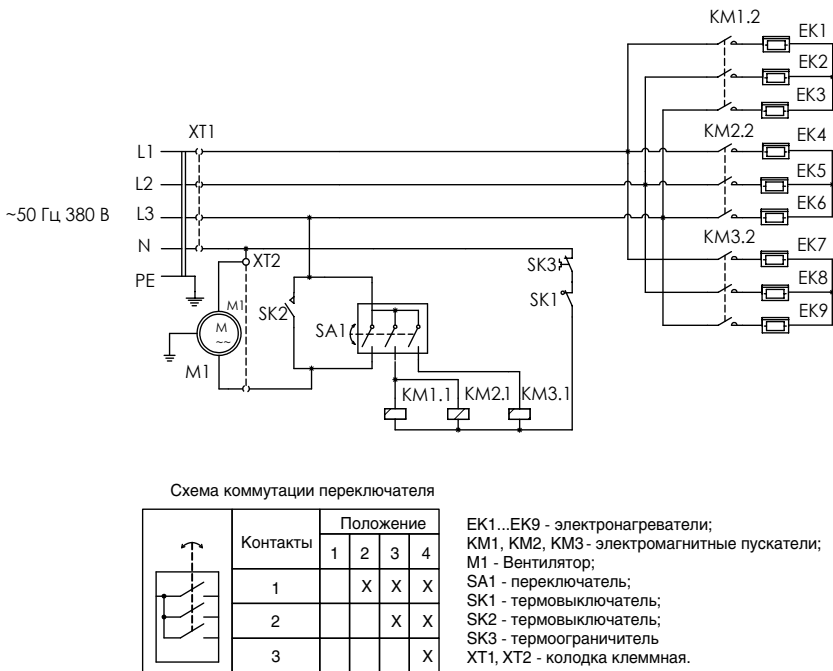 KM1.2
EK1
EK2
EK3
KM2.2
EK4
EK5
EK6
KM3.2
EK7
EK8
EK9
XT1
L1
L2
~50 Гц 380 В
L3
N
PE
XT2
M1
M
~~
M1
SK2
SA1
SK3
SK1
KM1.1
KM2.1
KM3.1
Схема коммутации переключателя
Контакты
Положение
1 2 3 4
1 X X X
2 X X
3 X
EK1...EK9 - электронагреватели;
KM1, KM2, KM3 - электромагнитные пускатели;
M1 - Вентилятор;
SA1 - переключатель;
SK1 - термовыключатель;
SK2 - термовыключатель;
SK3 - термоограничитель
XT1, XT2 - колодка клеммная.